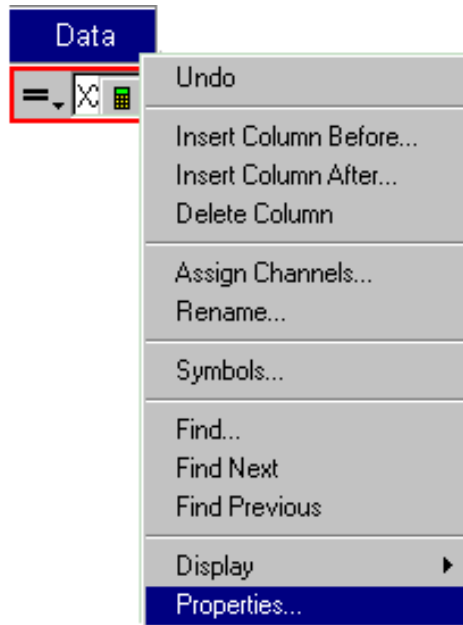 Data
=
Undo
Insert Column Before...
Insert Column After...
Delete Column
Assign Channels...
Rename...
Symbols...
Find...
Find Next
Find Previous
Display
Properties...